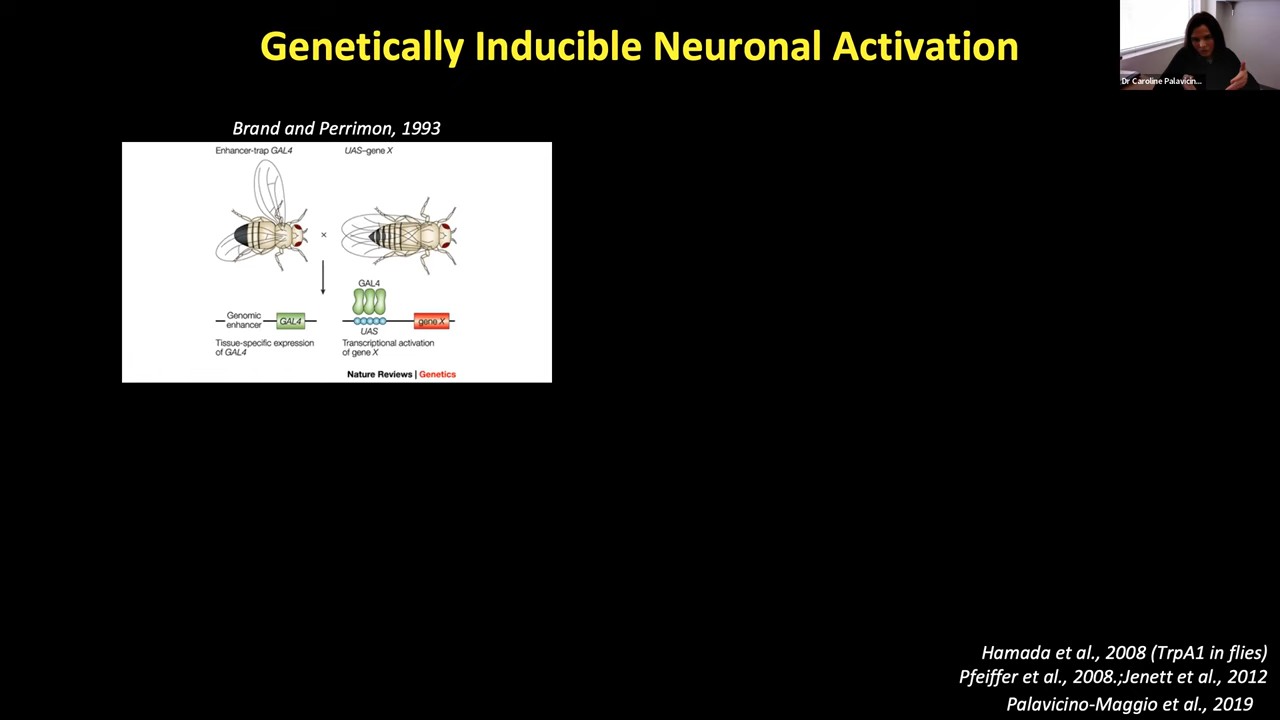 Genetically Inducible Neuronal Activation
Dr Caroline Palavicin...
Brand and Perrimon, 1993
Enhancer-trap GAL4
UAS–gene X
×
GAL4
Genomic
enhancer
GAL4
UAS
gene X
Tissue-specific expression
of GAL4
Transcriptional activation
of gene X
Nature Reviews | Genetics
Hamada et al., 2008 (TrpA1 in flies)
Pfeiffer et al., 2008.;Jenett et al., 2012
Palavicino-Maggio et al., 2019